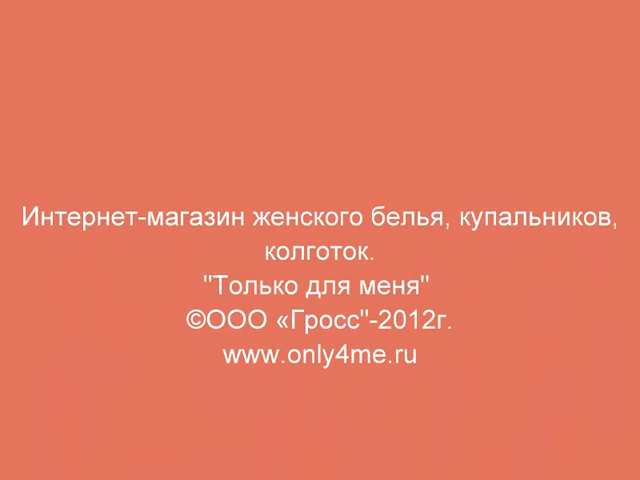 Интернет-магазин женского белья, купальников,
колготок.
"Только для меня"
©ООО «Гросс"-2012г.
www.only4me.ru